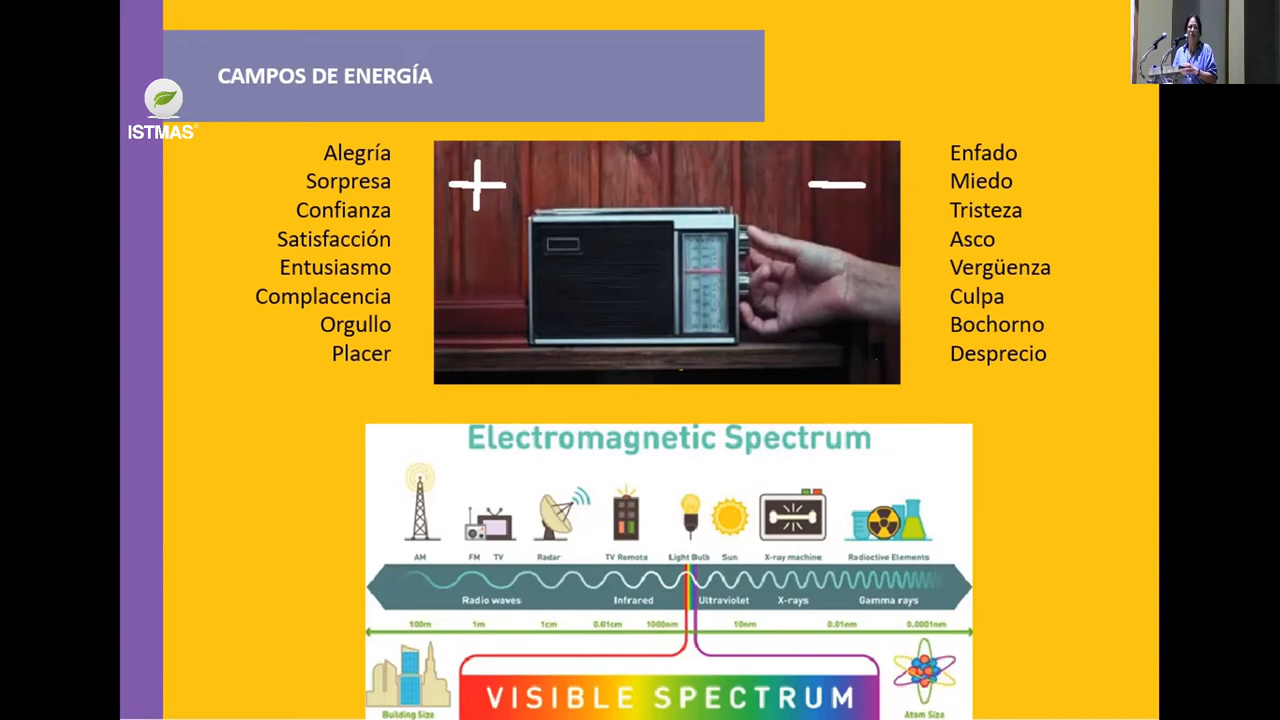 CAMPOS DE ENERGÍA
ISTMAS®
Alegría
Sorpresa
Confianza
Satisfacción
Entusiasmo
Complacencia
Orgullo
Placer
+
−
Enfado
Miedo
Tristeza
Asco
Vergüenza
Culpa
Bochorno
Desprecio
Electromagnetic Spectrum
AM FM TV Radar TV Remote Light Bulb Sun X-ray machine Radioctive Elements
Radio waves Infrared Ultraviolet X-rays Gamma rays
100m 1m 1cm 0.01cm 1000nm 10nm 0.01nm 0.0001nm
VISIBLE SPECTRUM
Building Size Atom Size